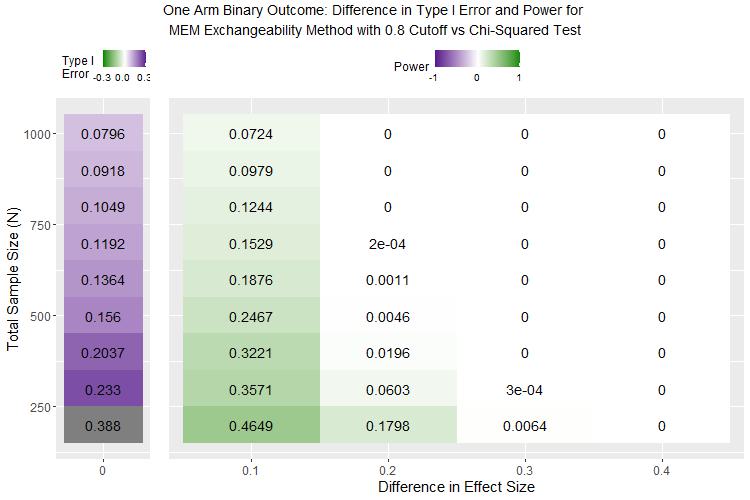 One Arm Binary Outcome: Difference in Type I Error and Power for
MEM Exchangeability Method with 0.8 Cutoff vs Chi-Squared Test
Type I
Error
-0.3 0.0 0.3
Power
-1 0 1
Total Sample Size (N)
1000
750
500
250
0.0796 0.0724 0 0 0
0.0918 0.0979 0 0 0
0.1049 0.1244 0 0 0
0.1192 0.1529 2e-04 0 0
0.1364 0.1876 0.0011 0 0
0.156 0.2467 0.0046 0 0
0.2037 0.3221 0.0196 0 0
0.233 0.3571 0.0603 3e-04 0
0.388 0.4649 0.1798 0.0064 0
0 0.1 0.2 0.3 0.4
Difference in Effect Size